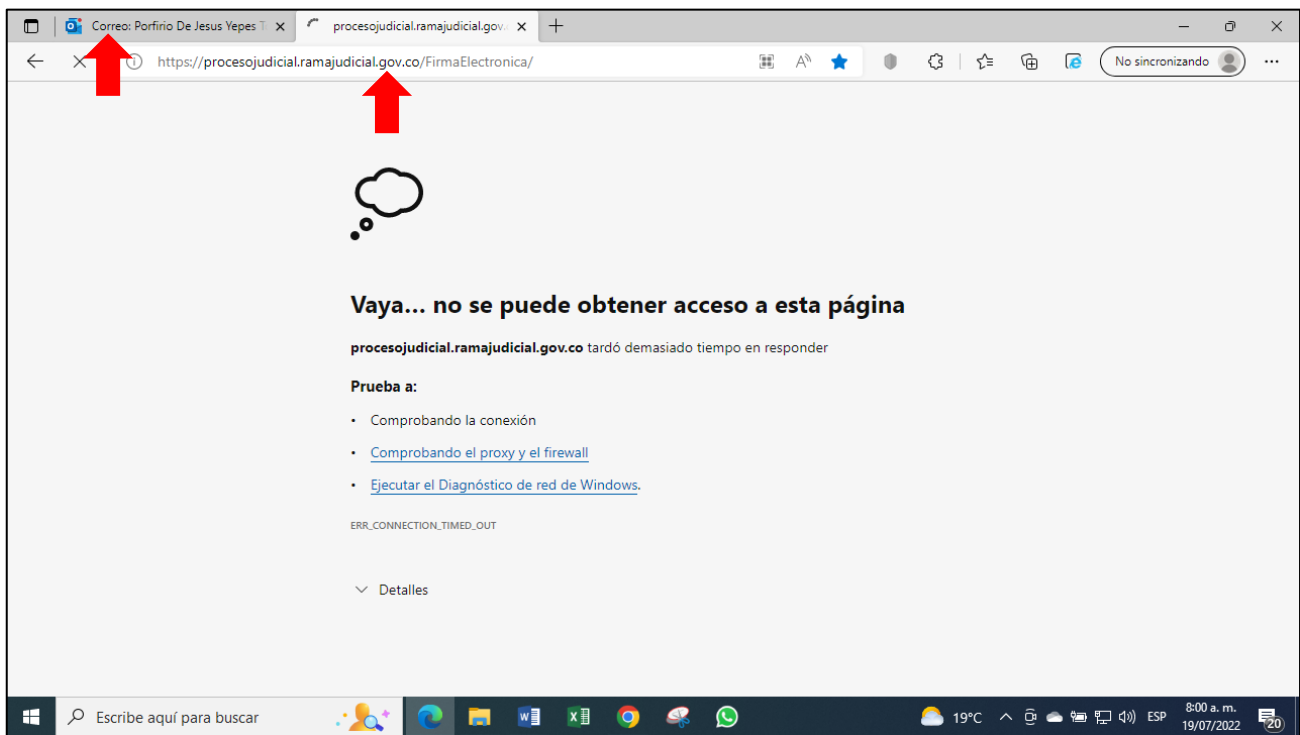 Correo: Porfirio De Jesus Yepes T
procesojudicial.ramajudicial.gov.
https://procesojudicial.ramajudicial.gov.co/FirmaElectronica/
No sincronizando
Vaya... no se puede obtener acceso a esta página
procesojudicial.ramajudicial.gov.co tardó demasiado tiempo en responder
Prueba a:
• Comprobando la conexión
• Comprobando el proxy y el firewall
• Ejecutar el Diagnóstico de red de Windows.
ERR_CONNECTION_TIMED_OUT
Detalles
Escribe aquí para buscar
19°C
ESP
8:00 a. m.
19/07/2022
20